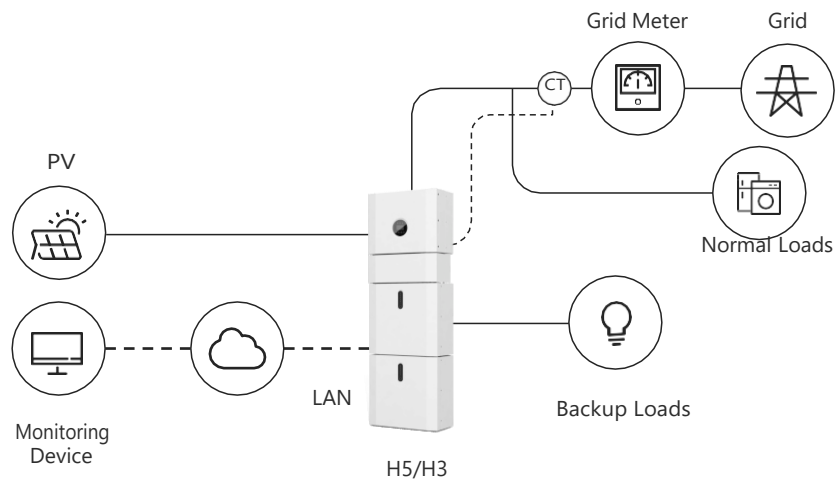 Grid Meter
Grid
CT
PV
Normal Loads
LAN
Backup Loads
Monitoring
Device
H5/H3